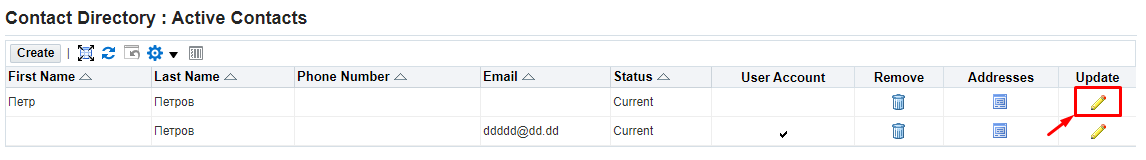 Contact Directory : Active Contacts
Create
First Name Last Name Phone Number Email Status User Account Remove Addresses Update
Петр Петров Current
Петров ddddd@dd.dd Current